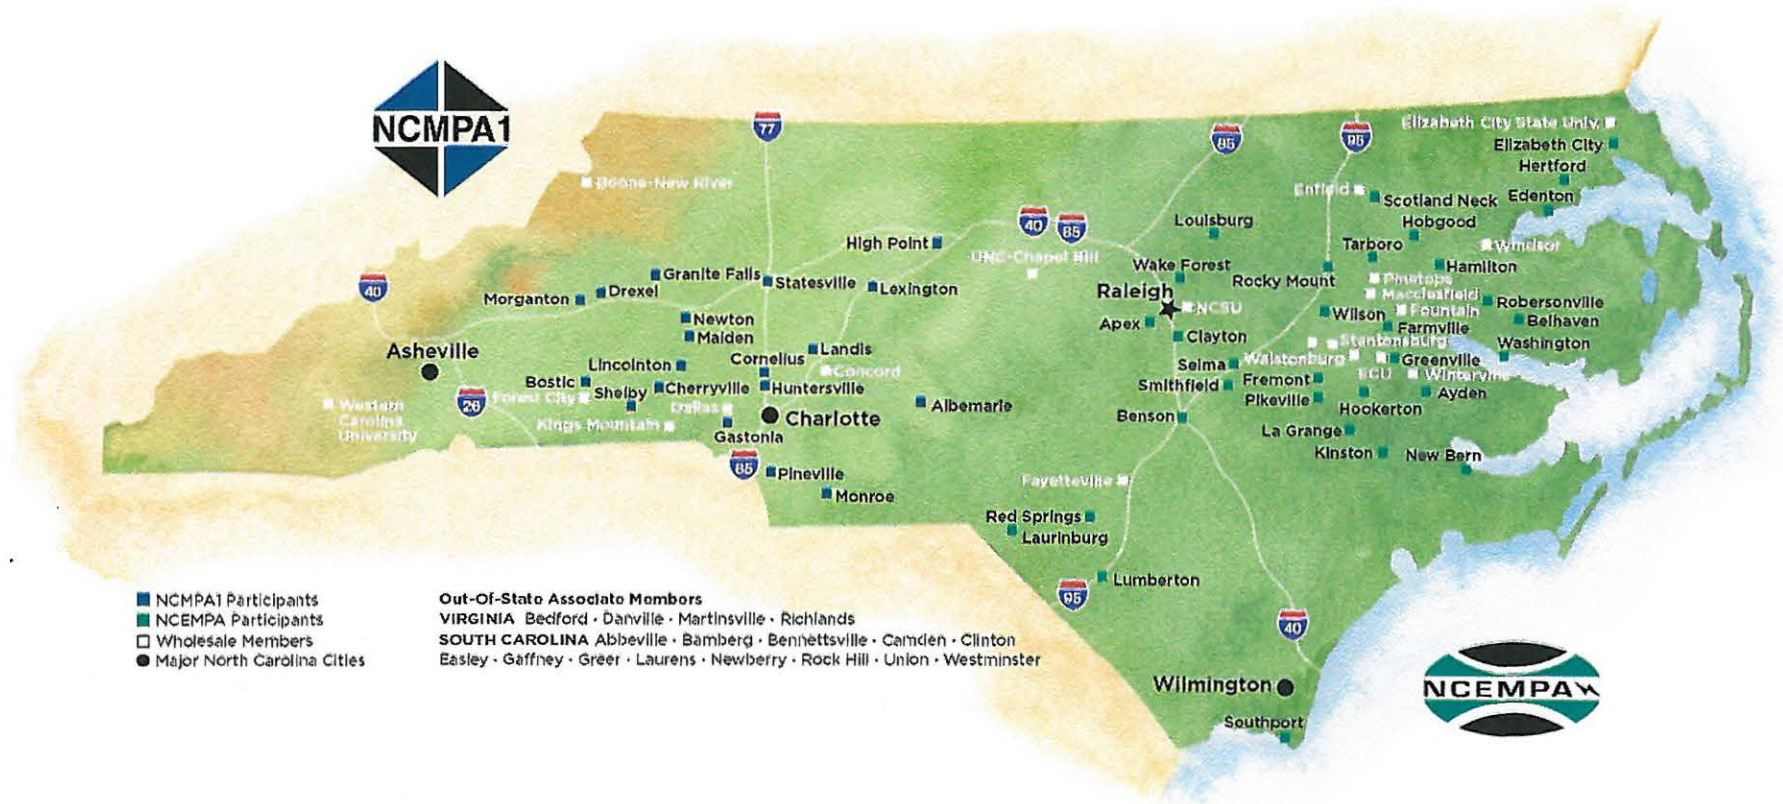 NCMPA1
77
85
95
Elizabeth City State Univ.
Elizabeth City
Hertford
Edenton
Boone-New River
Enfield
Scotland Neck
Hobgood
Louisburg
40
85
High Point
UNC-Chapel Hill
Tarboro
Windsor
Wake Forest
Rocky Mount
Hamilton
40
Granite Falls
Statesville
Pinetops
Morganton
Drexel
Lexington
Raleigh
Macclesfield
Robersonville
NCSU
Fountain
Newton
Apex
Wilson
Belhaven
Maiden
Clayton
Farmville
Asheville
Landis
Stantonsburg
Washington
Cornelius
Lincolnton
Selma
Walstonburg
Greenville
Concord
Bostic
Shelby
Cherryville
Huntersville
Smithfield
Fremont
ECU
Winterville
26
Forest City
Pikeville
Ayden
Western
Carolina
University
Dallas
Albemarle
Hookerton
Kings Mountain
Charlotte
Benson
Gastonia
La Grange
Kinston
New Bern
85
Pineville
Fayetteville
Monroe
Red Springs
Laurinburg
Lumberton
95
40
NCMPA1 Participants
NCEMPA Participants
Wholesale Members
Major North Carolina Cities
Out-Of-State Associate Members
VIRGINIA Bedford · Danville · Martinsville · Richlands
SOUTH CAROLINA Abbeville · Bamberg · Bennettsville · Camden · Clinton
Easley · Gaffney · Greer · Laurens · Newberry · Rock Hill · Union · Westminster
Wilmington
NCEMPA
Southport